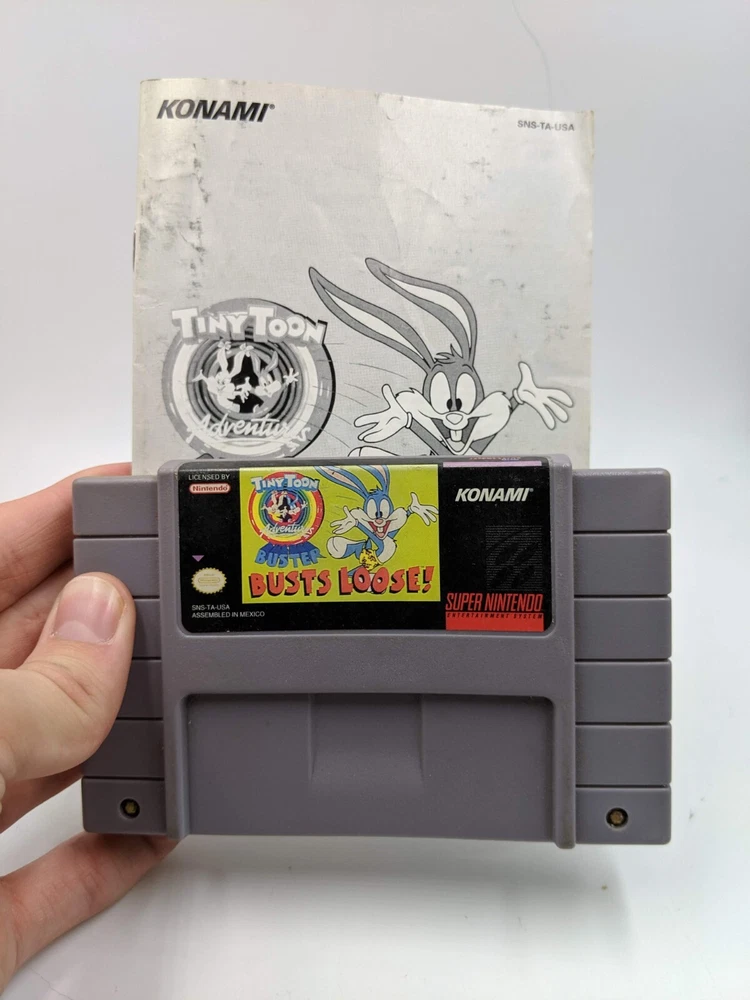 KONAMI®
SNS-TA-USA
TINY TOON
Adventures
LICENSED BY
Nintendo
TINY TOON
Adventures
BUSTER
BUSTS LOOSE!
KONAMI®
SNS-TA-USA
ASSEMBLED IN MEXICO
SUPER NINTENDO
ENTERTAINMENT SYSTEM